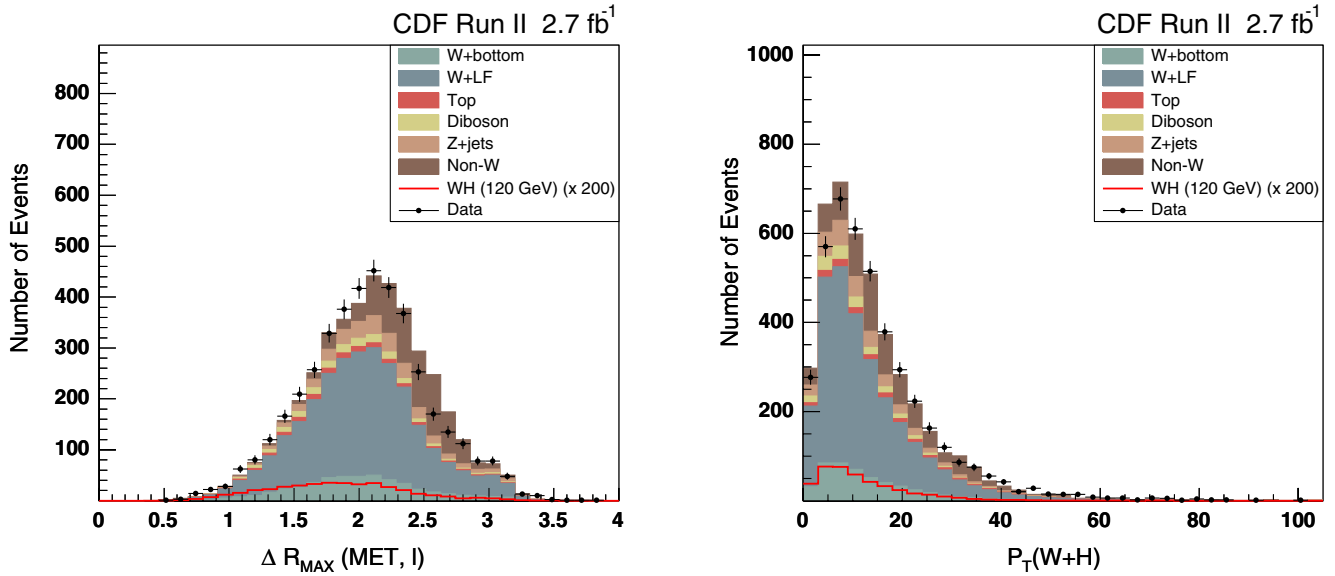 CDF Run II 2.7 fb-1
Number of Events
800
700
600
500
400
300
200
100
W+bottom
W+LF
Top
Diboson
Z+jets
Non-W
WH (120 GeV) (x 200)
Data
0 0.5 1 1.5 2 2.5 3 3.5 4
Δ RMAX (MET, l)
CDF Run II 2.7 fb-1
Number of Events
1000
800
600
400
200
W+bottom
W+LF
Top
Diboson
Z+jets
Non-W
WH (120 GeV) (x 200)
Data
0 20 40 60 80 100
PT(W+H)